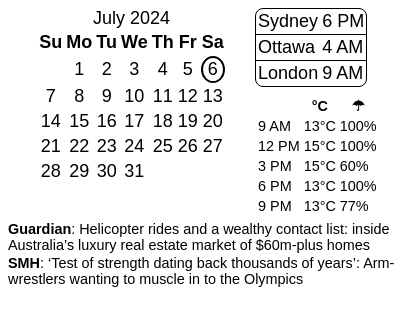 July 2024
Su Mo Tu We Th Fr Sa
1 2 3 4 5 6
7 8 9 10 11 12 13
14 15 16 17 18 19 20
21 22 23 24 25 26 27
28 29 30 31
Sydney 6 PM
Ottawa 4 AM
London 9 AM
°C ☂
9 AM 13°C 100%
12 PM 15°C 100%
3 PM 15°C 60%
6 PM 13°C 100%
9 PM 13°C 77%
Guardian: Helicopter rides and a wealthy contact list: inside
Australia’s luxury real estate market of $60m-plus homes
SMH: ‘Test of strength dating back thousands of years’: Arm-
wrestlers wanting to muscle in to the Olympics